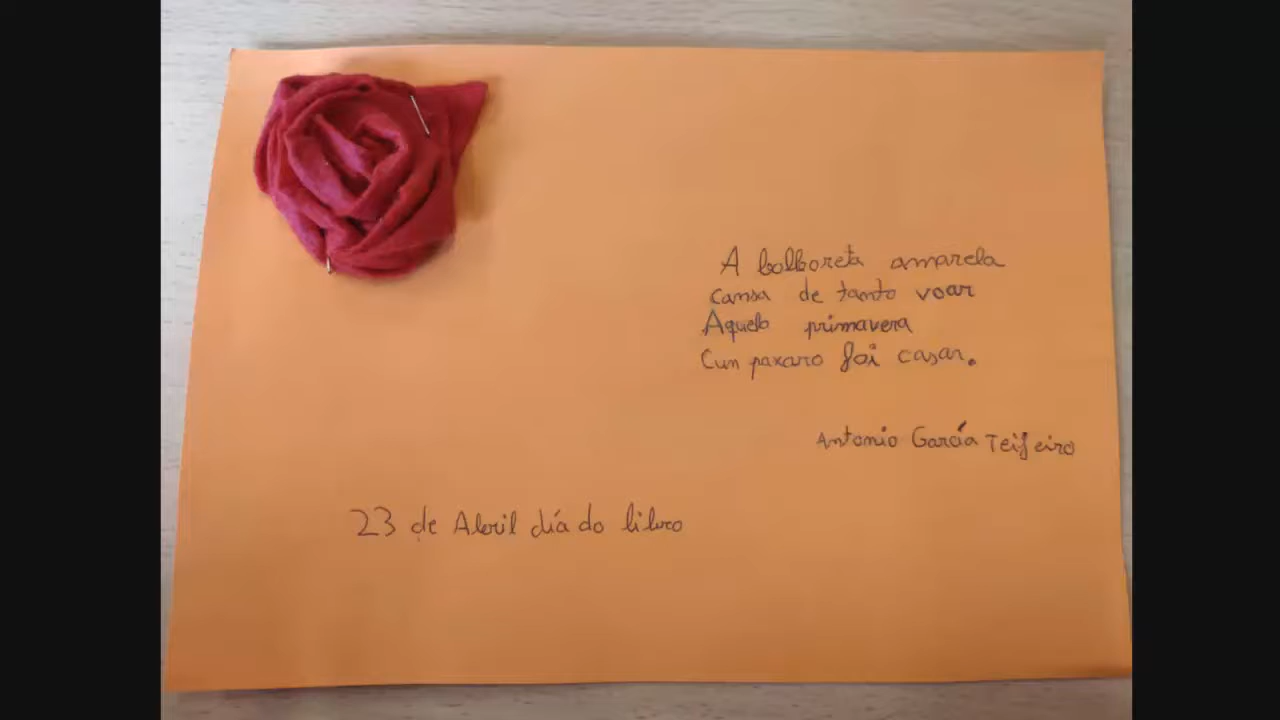 A bolboreta amarela
cansa de tanto voar
Aquela primavera
Cun paxaro foi casar.
Antonio García Teijeiro
23 de Abril día do libro